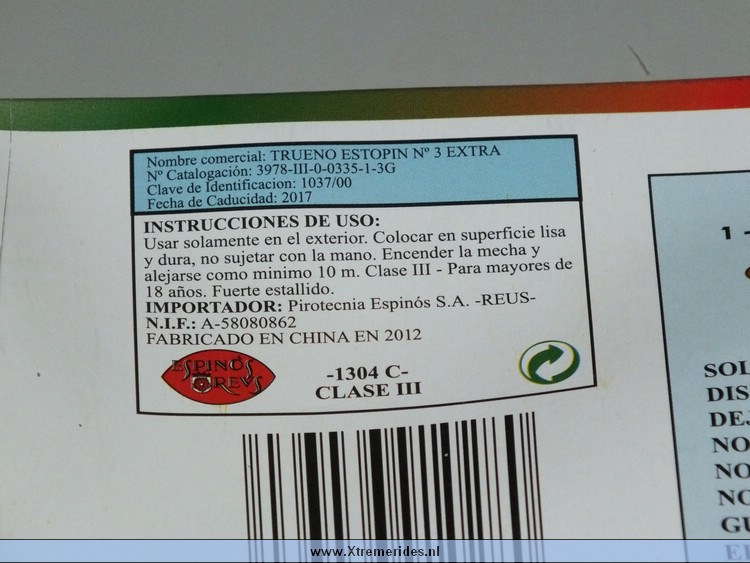 Nombre comercial: TRUENO ESTOPIN Nº 3 EXTRA
Nº Catalogación: 3978-III-0-0335-1-3G
Clave de Identificacion: 1037/00
Fecha de Caducidad: 2017
INSTRUCCIONES DE USO:
Usar solamente en el exterior. Colocar en superficie lisa
y dura, no sujetar con la mano. Encender la mecha y
alejarse como minimo 10 m. Clase III - Para mayores de
18 años. Fuerte estallido.
IMPORTADOR: Pirotecnia Espinós S.A. -REUS-
N.I.F.: A-58080862
FABRICADO EN CHINA EN 2012
ESPINÓS
REUS
-1304 C-
CLASE III
1 -
SOL
DIS
DEJ
NO
NO
NO
GU
www.Xtremerides.nl